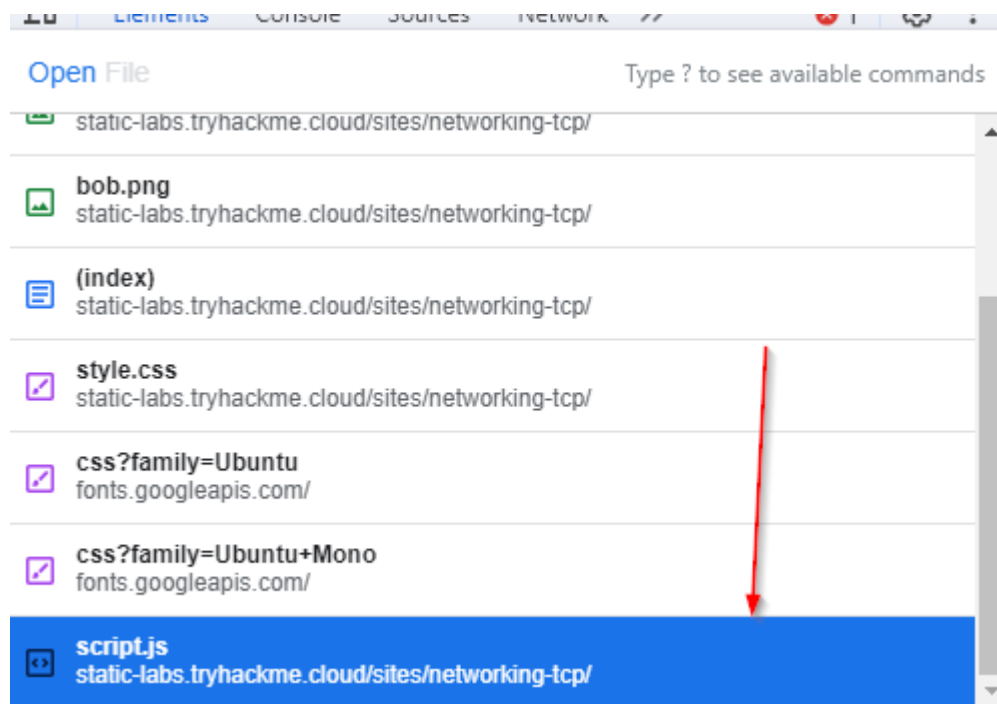 Elements Console Sources Network
Open File Type ? to see available commands
static-labs.tryhackme.cloud/sites/networking-tcp/
bob.png
static-labs.tryhackme.cloud/sites/networking-tcp/
(index)
static-labs.tryhackme.cloud/sites/networking-tcp/
style.css
static-labs.tryhackme.cloud/sites/networking-tcp/
css?family=Ubuntu
fonts.googleapis.com/
css?family=Ubuntu+Mono
fonts.googleapis.com/
script.js
static-labs.tryhackme.cloud/sites/networking-tcp/